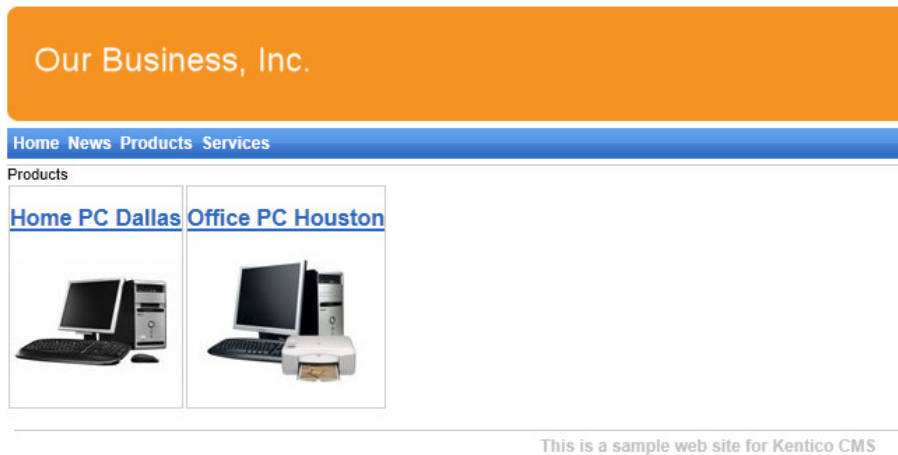 Our Business, Inc.
Home News Products Services
Products
Home PC Dallas Office PC Houston
This is a sample web site for Kentico CMS